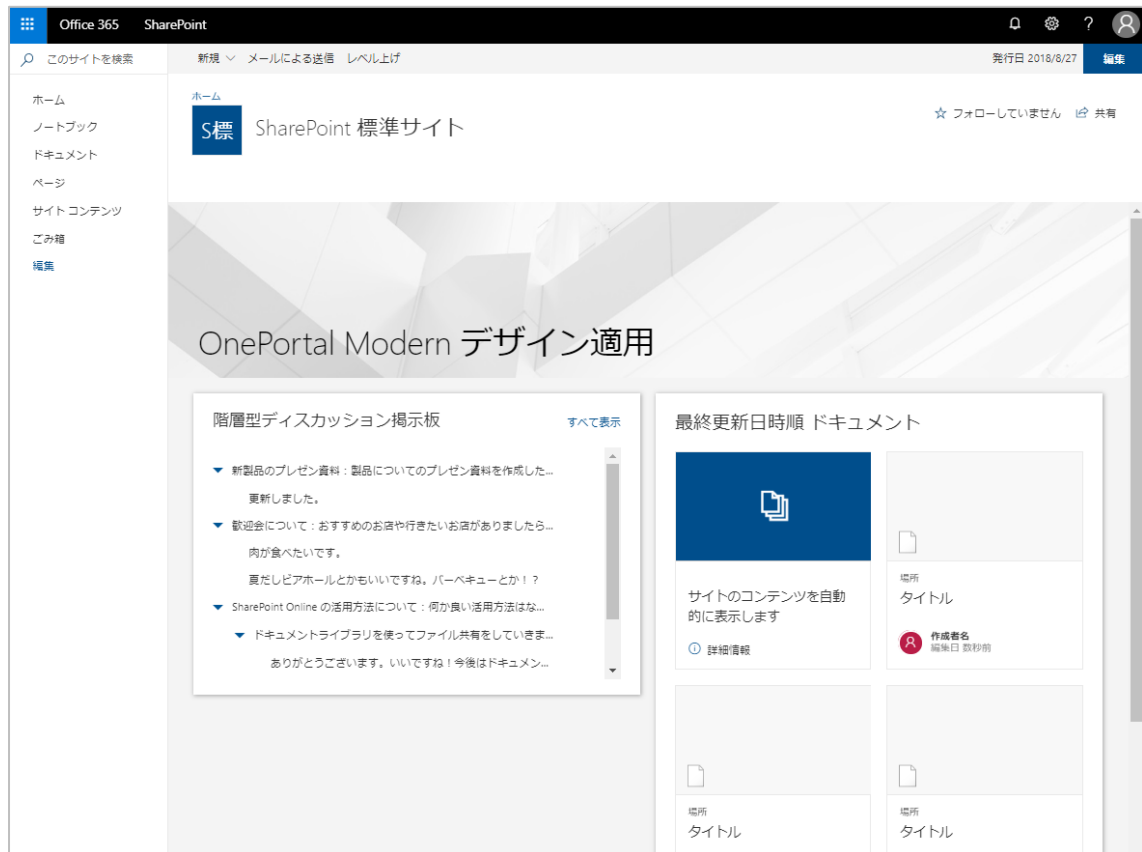 Office 365 SharePoint ?
このサイトを検索 新規 メールによる送信 レベル上げ 発行日 2018/8/27 編集
ホーム
ノートブック
ドキュメント
ページ
サイト コンテンツ
ごみ箱
編集
ホーム
S標 SharePoint 標準サイト
フォローしていません 共有
OnePortal Modern デザイン適用
階層型ディスカッション掲示板 すべて表示
新製品のプレゼン資料：製品についてのプレゼン資料を作成した...
更新しました。
歓迎会について：おすすめのお店や行きたいお店がありましたら...
肉が食べたいです。
夏だしビアホールとかもいいですね。バーベキューとか！？
SharePoint Online の活用方法について：何か良い活用方法はな...
ドキュメントライブラリを使ってファイル共有をしていきま...
ありがとうございます。いいですね！今後はドキュメン...
最終更新日時順 ドキュメント
サイトのコンテンツを自動
的に表示します
詳細情報
場所
タイトル
作成者名
編集日 数秒前
場所
タイトル
場所
タイトル